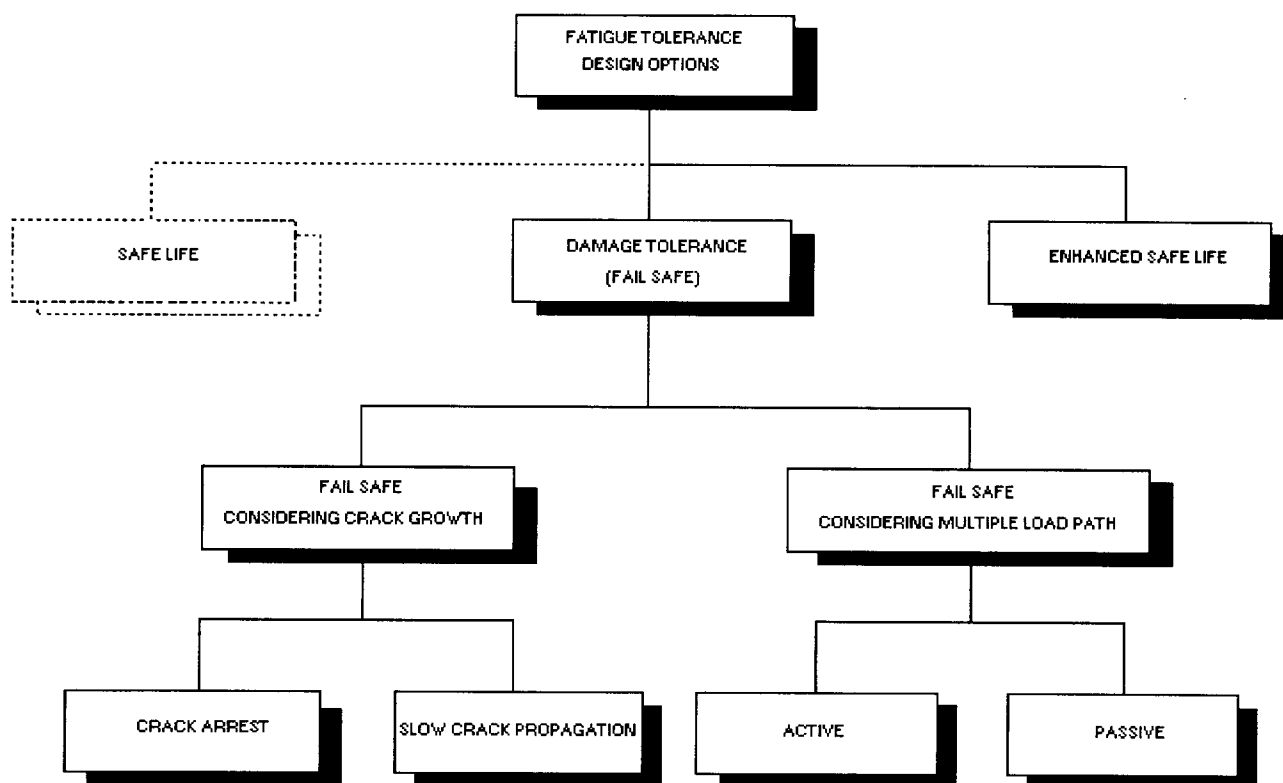 FATIGUE TOLERANCE
DESIGN OPTIONS
SAFE LIFE
DAMAGE TOLERANCE
(FAIL SAFE)
ENHANCED SAFE LIFE
FAIL SAFE
CONSIDERING CRACK GROWTH
FAIL SAFE
CONSIDERING MULTIPLE LOAD PATH
CRACK ARREST
SLOW CRACK PROPAGATION
ACTIVE
PASSIVE